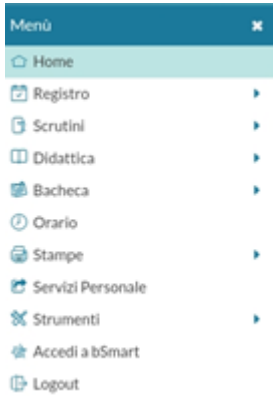 Menù
Home
Registro
Scrutini
Didattica
Bacheca
Orario
Stampe
Servizi Personale
Strumenti
Accedi a bSmart
Logout